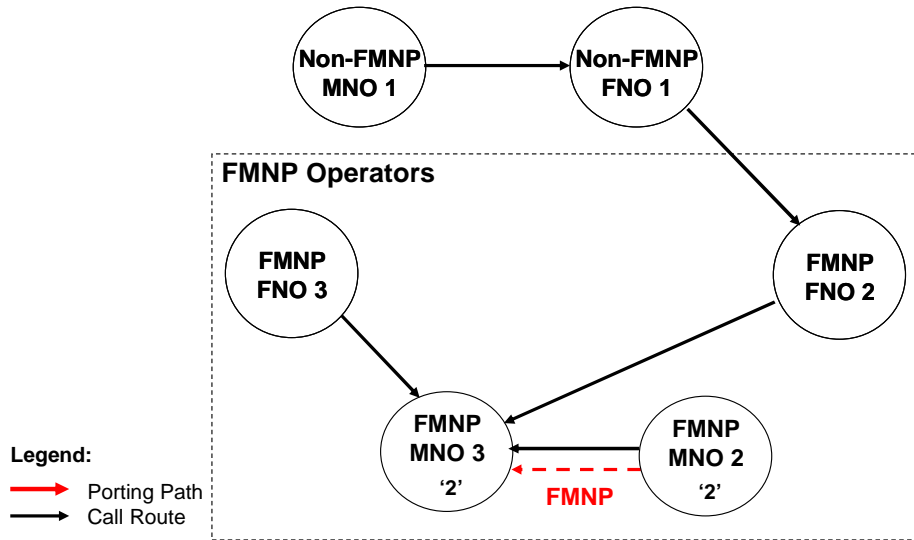 Non-FMNP
MNO 1
Non-FMNP
FNO 1
FMNP Operators
FMNP
FNO 3
FMNP
FNO 2
FMNP
MNO 3
‘2’
FMNP
MNO 2
‘2’
FMNP
Legend:
Porting Path
Call Route